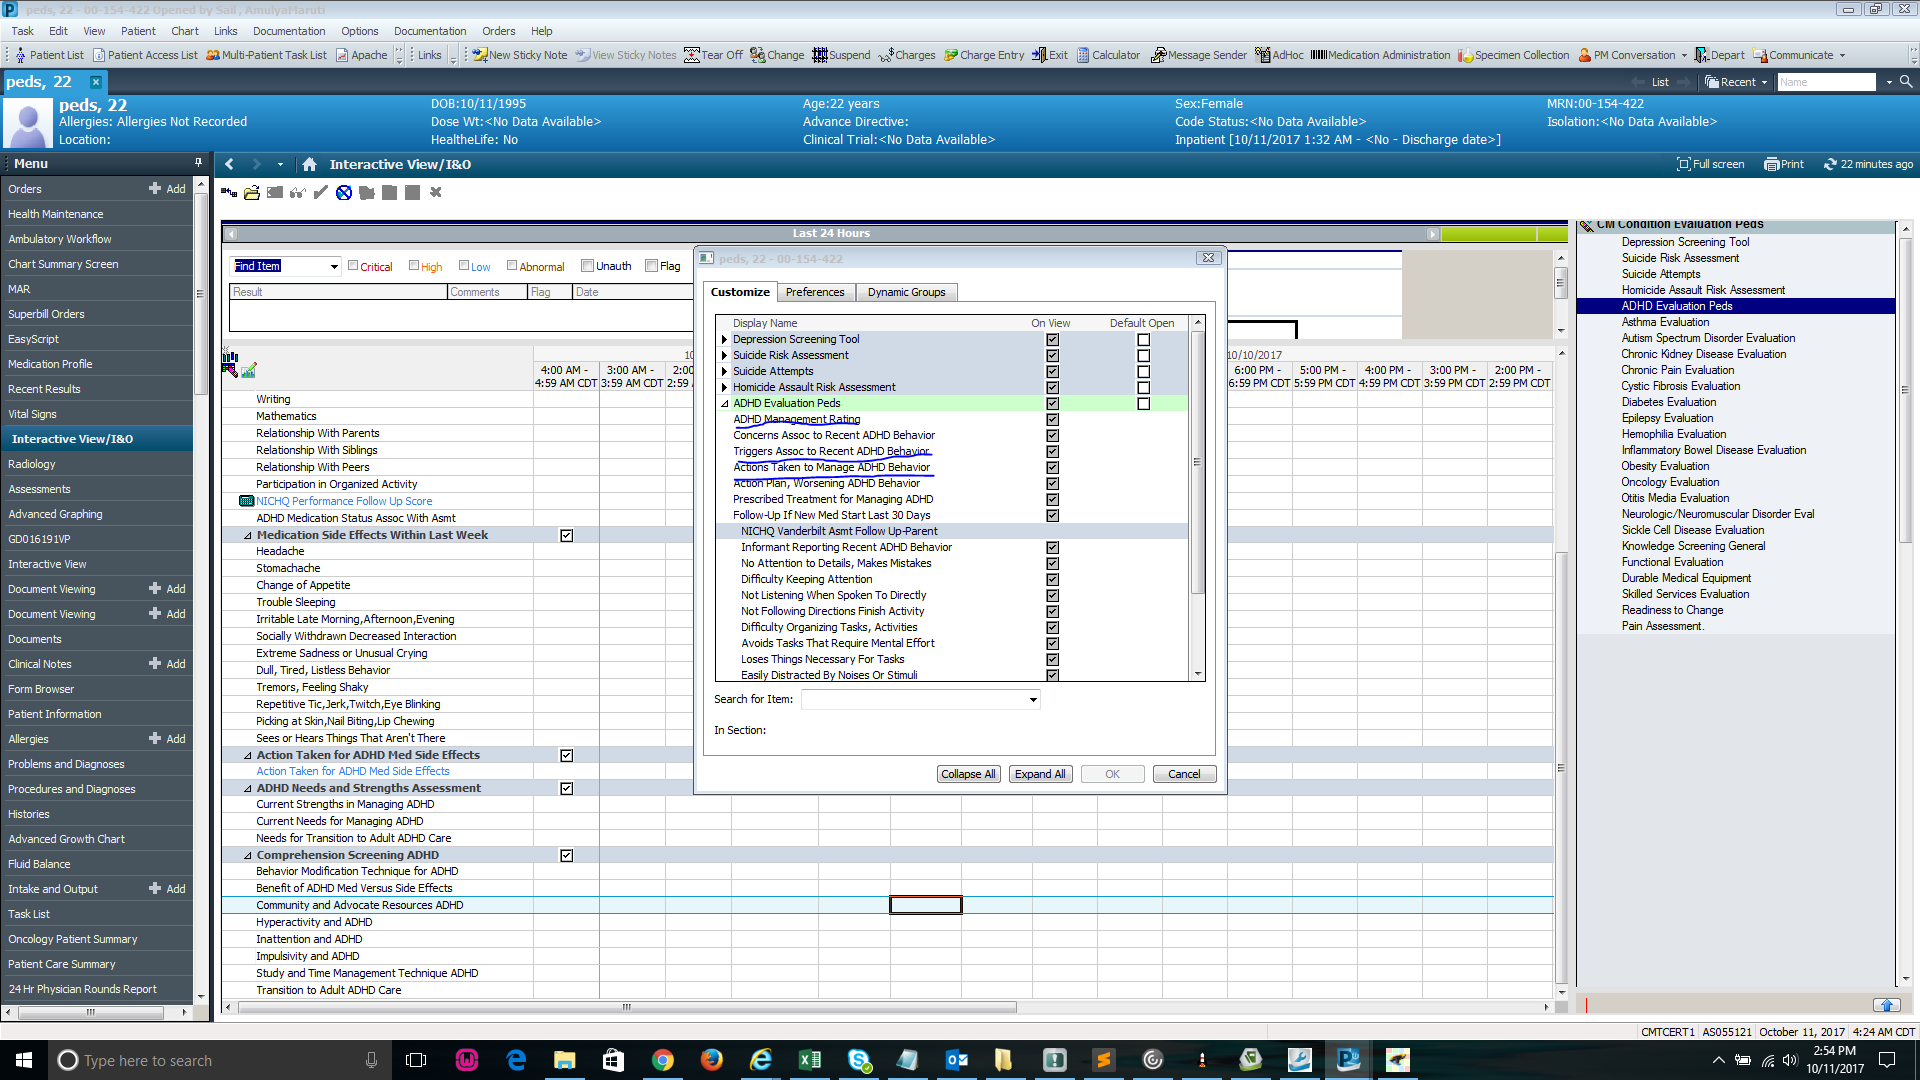 peds, 22 - 00-154-422 Opened by Sail , AmulyaMaruti
Task Edit View Patient Chart Links Documentation Options Documentation Orders Help
Patient List Patient Access List Multi-Patient Task List Apache Links New Sticky Note View Sticky Notes Tear Off Change Suspend Charges Charge Entry Exit Calculator Message Sender AdHoc Medication Administration Specimen Collection PM Conversation Depart Communicate
peds, 22 List Recent Name
peds, 22 DOB:10/11/1995 Age:22 years Sex:Female MRN:00-154-422
Allergies: Allergies Not Recorded Dose Wt:<No Data Available> Advance Directive: Code Status:<No Data Available> Isolation:<No Data Available>
Location: HealtheLife: No Clinical Trial:<No Data Available> Inpatient [10/11/2017 1:32 AM - <No - Discharge date>]
Menu
Orders Add
Health Maintenance
Ambulatory Workflow
Chart Summary Screen
MAR
Superbill Orders
EasyScript
Medication Profile
Recent Results
Vital Signs
Interactive View/I&O
Radiology
Assessments
Advanced Graphing
GD016191VP
Interactive View
Document Viewing Add
Document Viewing Add
Documents
Clinical Notes Add
Form Browser
Patient Information
Allergies Add
Problems and Diagnoses
Procedures and Diagnoses
Histories
Advanced Growth Chart
Fluid Balance
Intake and Output Add
Task List
Oncology Patient Summary
Patient Care Summary
24 Hr Physician Rounds Report
Interactive View/I&O Full screen Print 22 minutes ago
Last 24 Hours
Find Item Critical High Low Abnormal Unauth Flag
Result Comments Flag Date
10 10/10/2017
4:00 AM - 3:00 AM - 2:00 6:00 PM - 5:00 PM - 4:00 PM - 3:00 PM - 2:00 PM -
4:59 AM CDT 3:59 AM CDT 2:59 6:59 PM CDT 5:59 PM CDT 4:59 PM CDT 3:59 PM CDT 2:59 PM CDT
Writing
Mathematics
Relationship With Parents
Relationship With Siblings
Relationship With Peers
Participation in Organized Activity
NICHQ Performance Follow Up Score
ADHD Medication Status Assoc With Asmt
Medication Side Effects Within Last Week
Headache
Stomachache
Change of Appetite
Trouble Sleeping
Irritable Late Morning,Afternoon,Evening
Socially Withdrawn Decreased Interaction
Extreme Sadness or Unusual Crying
Dull, Tired, Listless Behavior
Tremors, Feeling Shaky
Repetitive Tic,Jerk,Twitch,Eye Blinking
Picking at Skin,Nail Biting,Lip Chewing
Sees or Hears Things That Aren't There
Action Taken for ADHD Med Side Effects
Action Taken for ADHD Med Side Effects
ADHD Needs and Strengths Assessment
Current Strengths in Managing ADHD
Current Needs for Managing ADHD
Needs for Transition to Adult ADHD Care
Comprehension Screening ADHD
Behavior Modification Technique for ADHD
Benefit of ADHD Med Versus Side Effects
Community and Advocate Resources ADHD
Hyperactivity and ADHD
Inattention and ADHD
Impulsivity and ADHD
Study and Time Management Technique ADHD
Transition to Adult ADHD Care
peds, 22 - 00-154-422
Customize Preferences Dynamic Groups
Display Name On View Default Open
Depression Screening Tool
Suicide Risk Assessment
Suicide Attempts
Homicide Assault Risk Assessment
ADHD Evaluation Peds
ADHD Management Rating
Concerns Assoc to Recent ADHD Behavior
Triggers Assoc to Recent ADHD Behavior
Actions Taken to Manage ADHD Behavior
Action Plan, Worsening ADHD Behavior
Prescribed Treatment for Managing ADHD
Follow-Up If New Med Start Last 30 Days
NICHQ Vanderbilt Asmt Follow Up-Parent
Informant Reporting Recent ADHD Behavior
No Attention to Details, Makes Mistakes
Difficulty Keeping Attention
Not Listening When Spoken To Directly
Not Following Directions Finish Activity
Difficulty Organizing Tasks, Activities
Avoids Tasks That Require Mental Effort
Loses Things Necessary For Tasks
Easily Distracted By Noises Or Stimuli
Search for Item:
In Section:
Collapse All Expand All OK Cancel
CM Condition Evaluation Peds
Depression Screening Tool
Suicide Risk Assessment
Suicide Attempts
Homicide Assault Risk Assessment
ADHD Evaluation Peds
Asthma Evaluation
Autism Spectrum Disorder Evaluation
Chronic Kidney Disease Evaluation
Chronic Pain Evaluation
Cystic Fibrosis Evaluation
Diabetes Evaluation
Epilepsy Evaluation
Hemophilia Evaluation
Inflammatory Bowel Disease Evaluation
Obesity Evaluation
Oncology Evaluation
Otitis Media Evaluation
Neurologic/Neuromuscular Disorder Eval
Sickle Cell Disease Evaluation
Knowledge Screening General
Functional Evaluation
Durable Medical Equipment
Skilled Services Evaluation
Readiness to Change
Pain Assessment.
CMTCERT1 AS055121 October 11, 2017 4:24 AM CDT
Type here to search
2:54 PM
10/11/2017